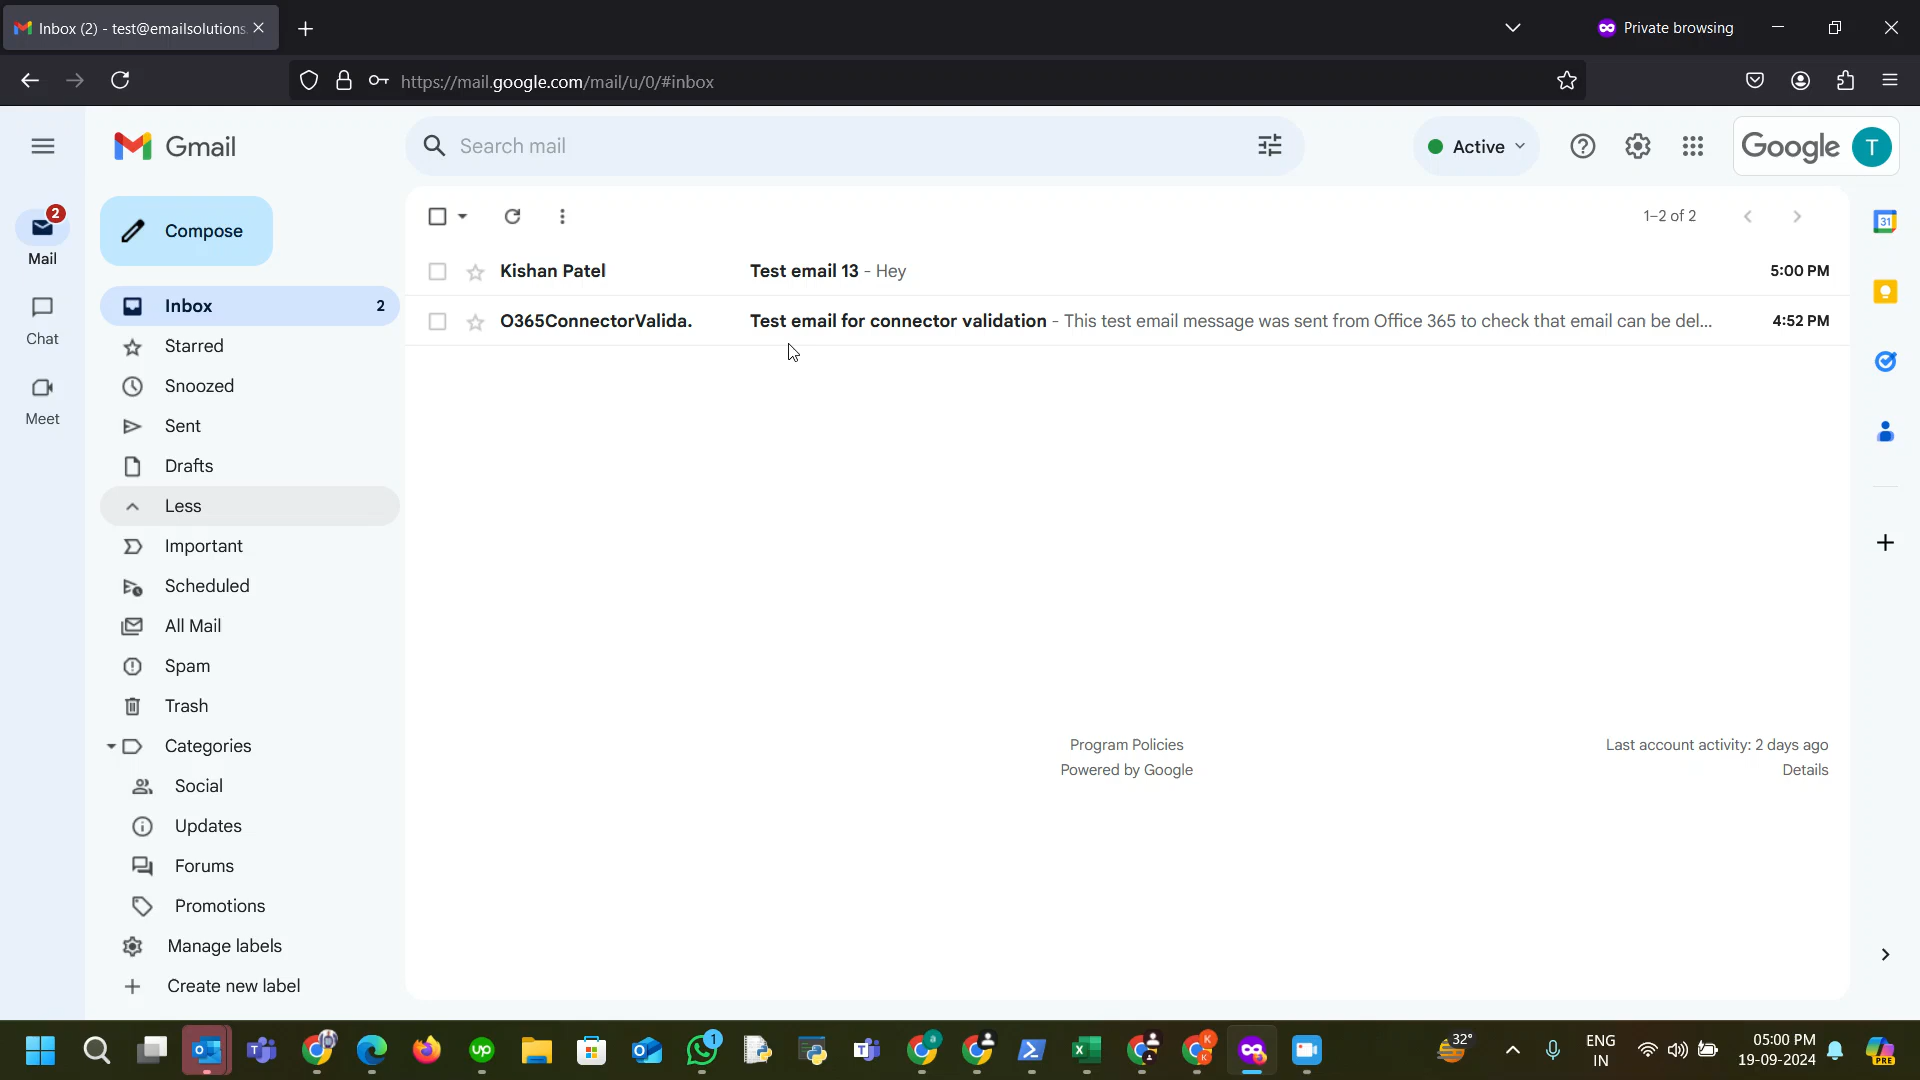 Inbox (2) - test@emailsolutions.
Private browsing
https://mail.google.com/mail/u/0/#inbox
Gmail
Search mail
Active
Google
T
2
Mail
Compose
1–2 of 2
31
Kishan Patel
Test email 13 - Hey
5:00 PM
Inbox
2
O365ConnectorValida.
Test email for connector validation - This test email message was sent from Office 365 to check that email can be del...
4:52 PM
Chat
Starred
Snoozed
Meet
Sent
Drafts
Less
Important
Scheduled
All Mail
Spam
Trash
Categories
Social
Updates
Forums
Promotions
Manage labels
Create new label
Program Policies
Powered by Google
Last account activity: 2 days ago
Details
32°
ENG
IN
05:00 PM
19-09-2024
1
PRE